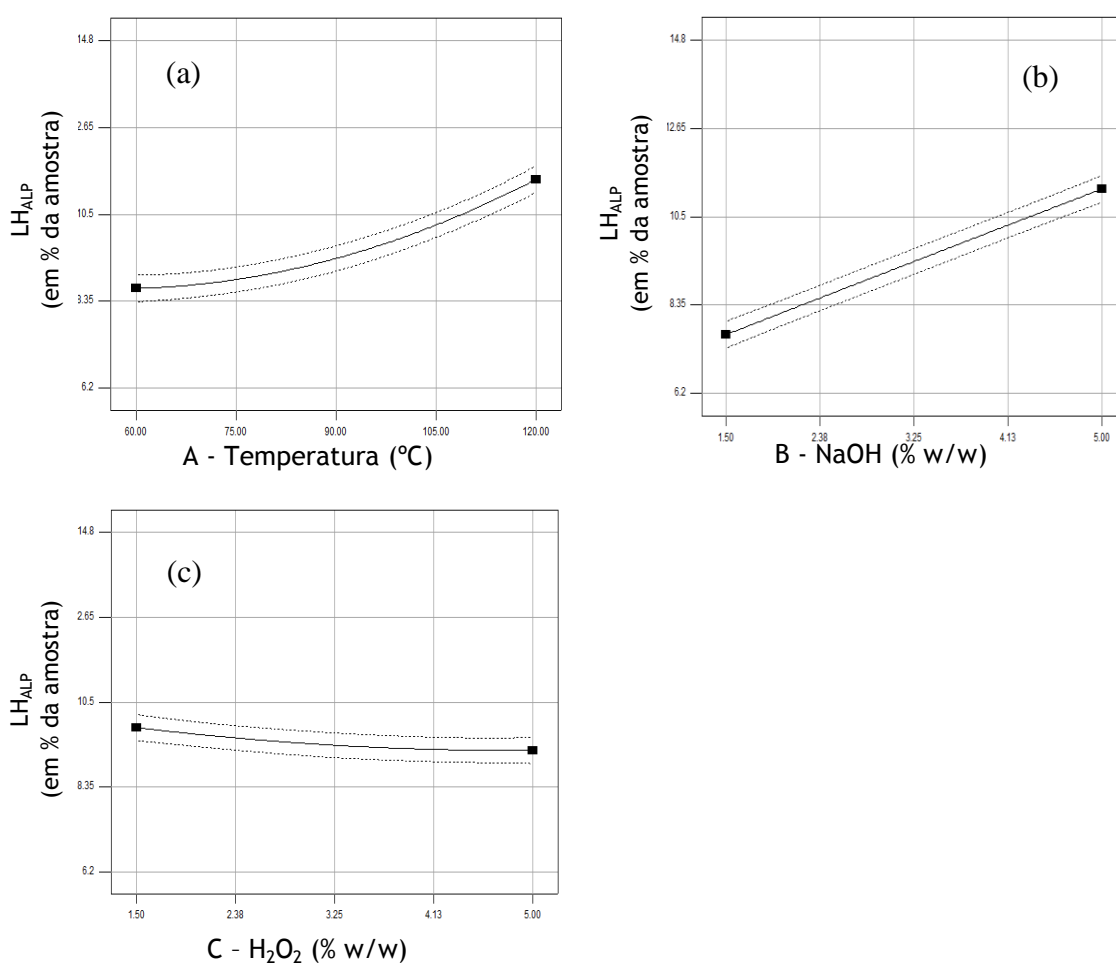 (a)
LH_ALP
(em % da amostra)
14.8
2.65
10.5
8.35
6.2
60.00 75.00 90.00 105.00 120.00
A - Temperatura (ºC)
(b)
LH_ALP
(em % da amostra)
14.8
12.65
10.5
8.35
6.2
1.50 2.38 3.25 4.13 5.00
B - NaOH (% w/w)
(c)
LH_ALP
(em % da amostra)
14.8
2.65
10.5
8.35
6.2
1.50 2.38 3.25 4.13 5.00
C - H₂O₂ (% w/w)